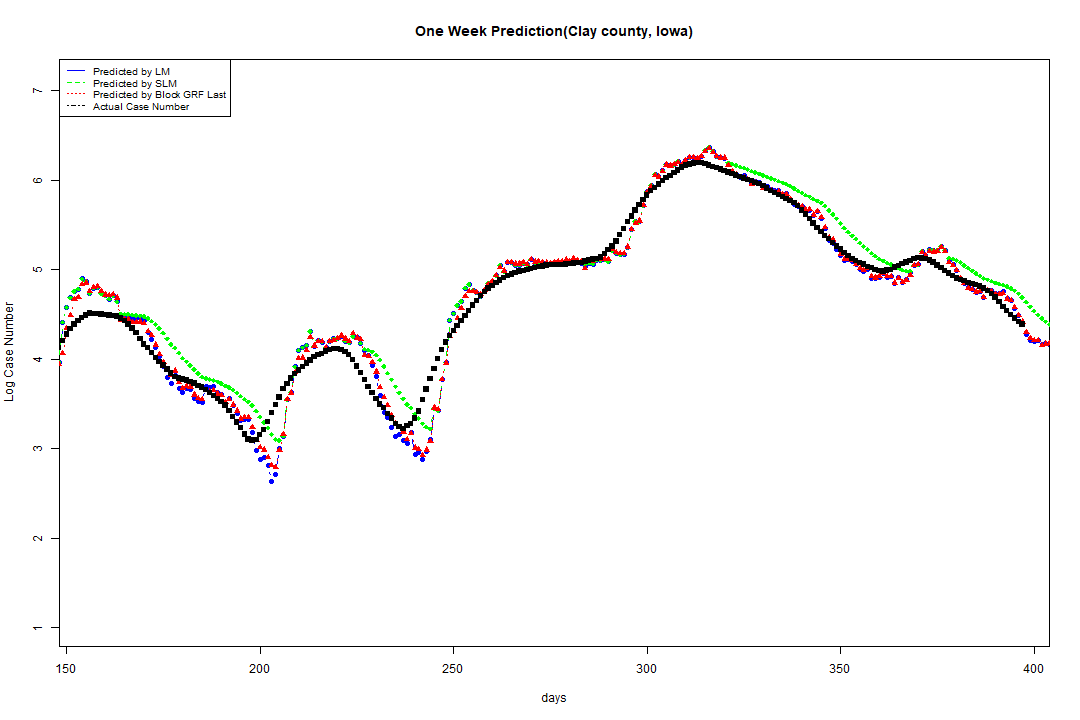 One Week Prediction(Clay county, Iowa)
Predicted by LM
Predicted by SLM
Predicted by Block GRF Last
Actual Case Number
7
6
5
4
3
2
1
Log Case Number
150 200 250 300 350 400
days